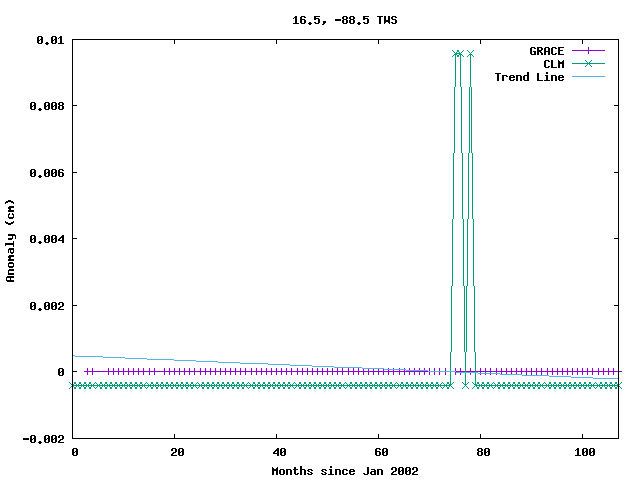 16.5, -88.5 TWS
GRACE
CLM
Trend Line
0.01
0.008
0.006
0.004
0.002
0
-0.002
Anomaly (cm)
0 20 40 60 80 100
Months since Jan 2002